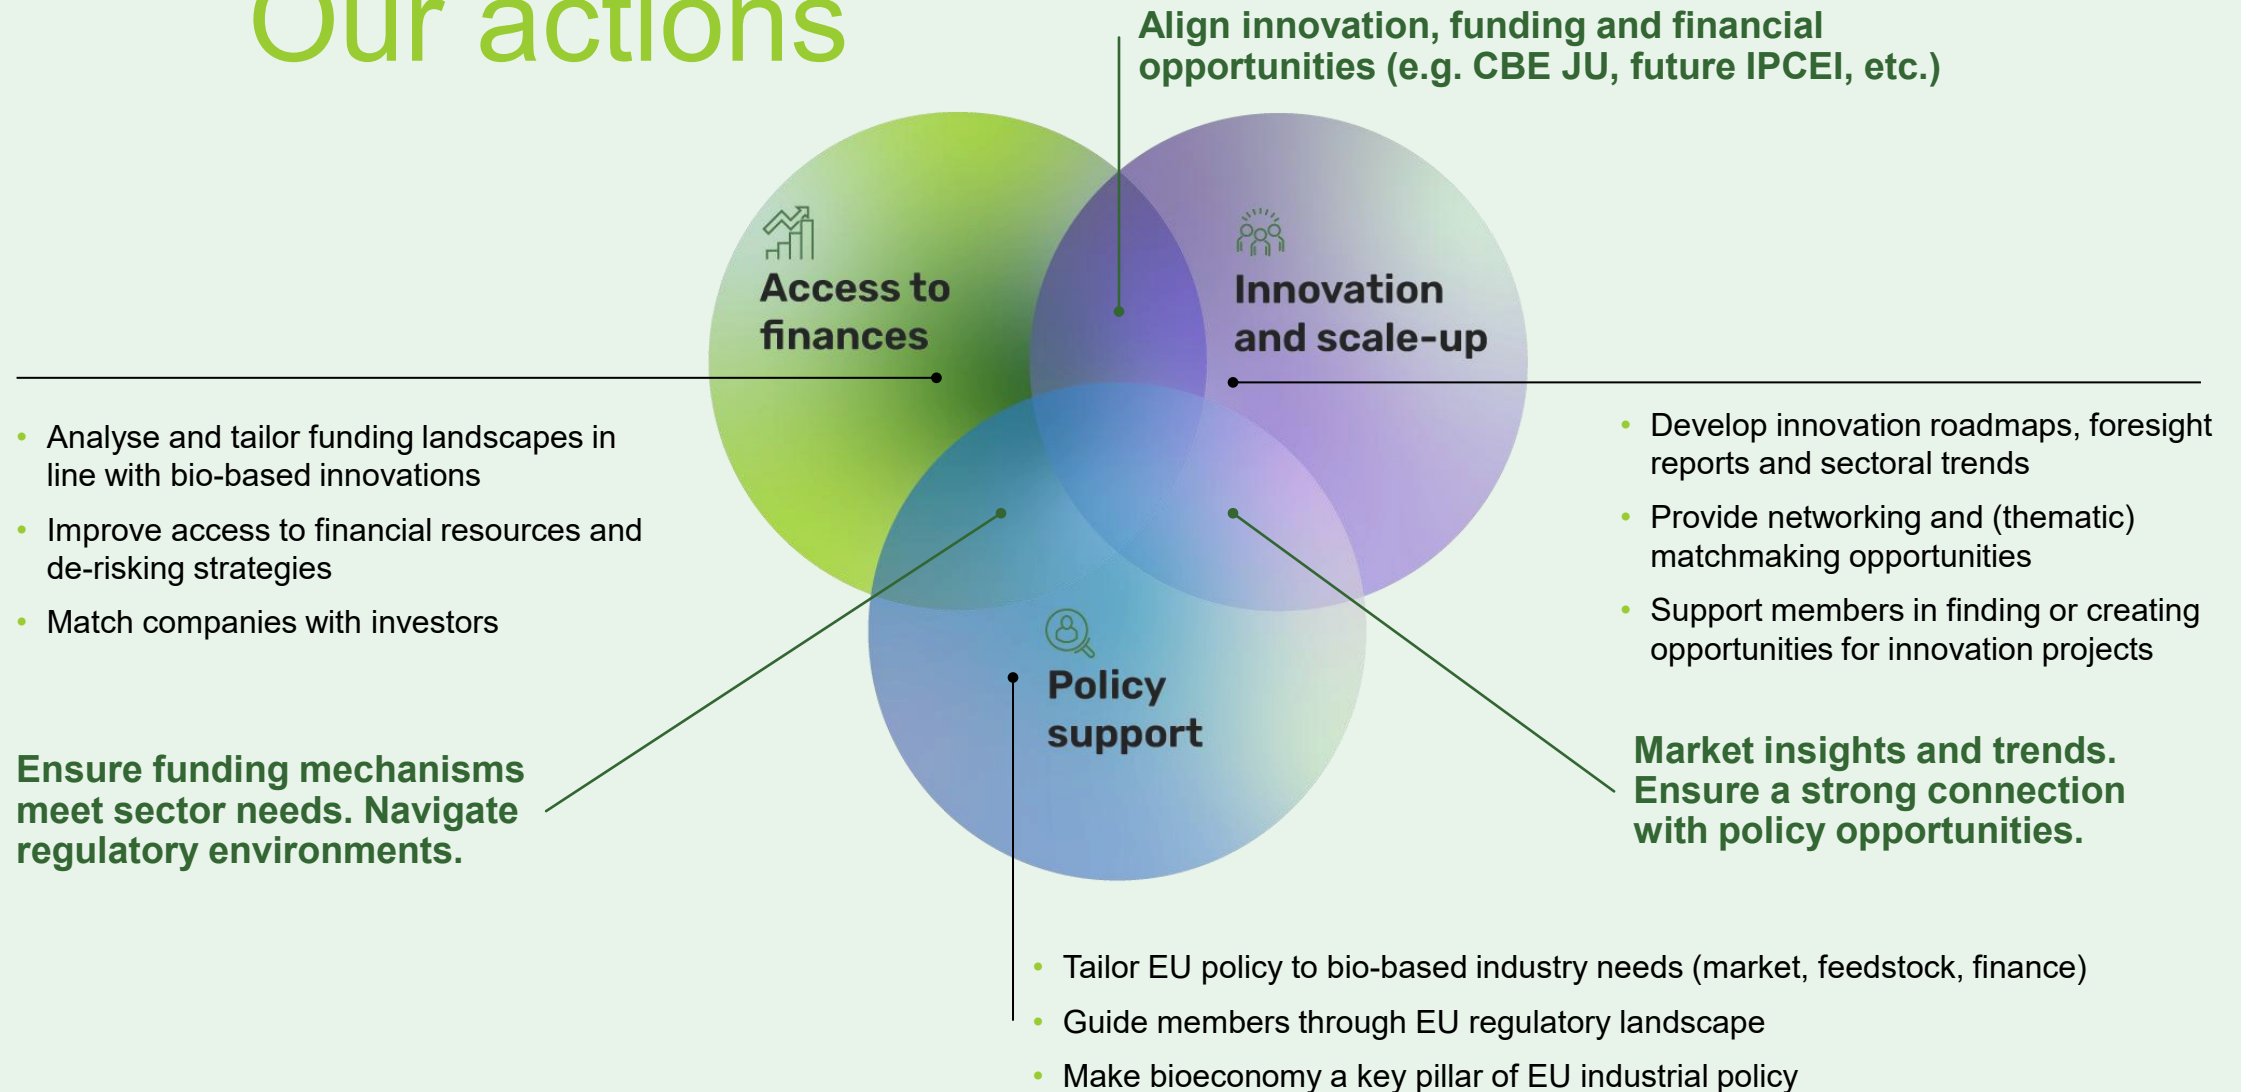 Our actions
Align innovation, funding and financial
opportunities (e.g. CBE JU, future IPCEI, etc.)
Access to
finances
Innovation
and scale-up
• Analyse and tailor funding landscapes in
line with bio-based innovations
• Improve access to financial resources and
de-risking strategies
• Match companies with investors
• Develop innovation roadmaps, foresight
reports and sectoral trends
• Provide networking and (thematic)
matchmaking opportunities
• Support members in finding or creating
opportunities for innovation projects
Policy
support
Ensure funding mechanisms
meet sector needs. Navigate
regulatory environments.
Market insights and trends.
Ensure a strong connection
with policy opportunities.
• Tailor EU policy to bio-based industry needs (market, feedstock, finance)
• Guide members through EU regulatory landscape
• Make bioeconomy a key pillar of EU industrial policy